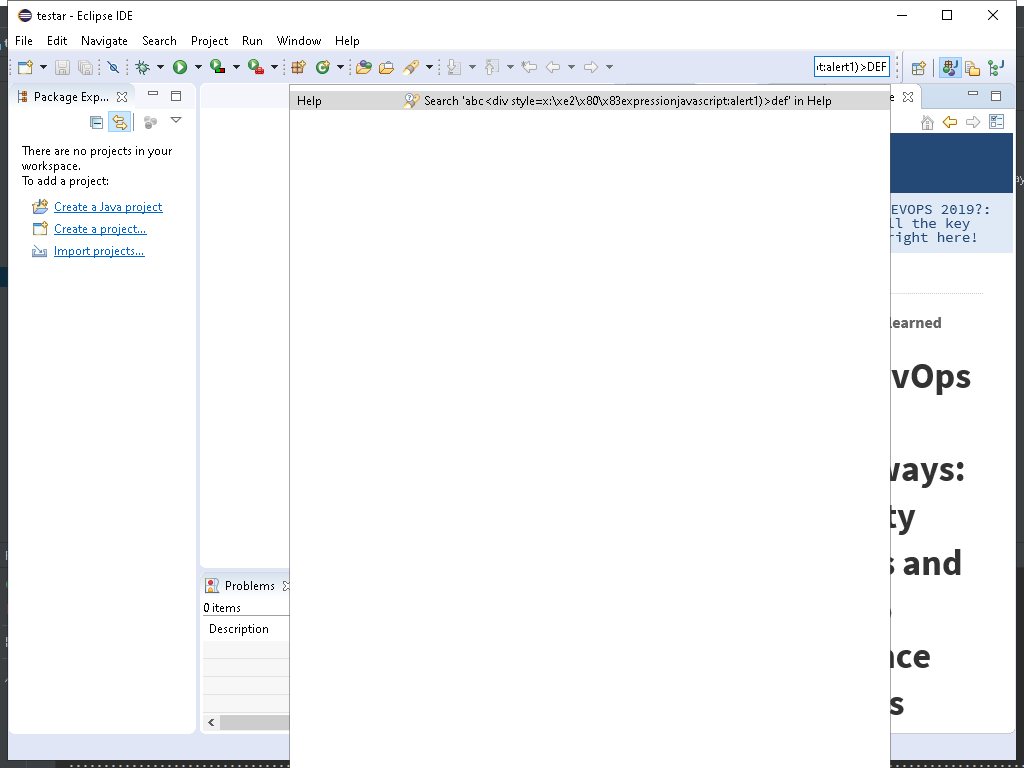 testar - Eclipse IDE
File Edit Navigate Search Project Run Window Help
t:alert1)>DEF
Package Exp...
There are no projects in your
workspace.
To add a project:
Create a Java project
Create a project...
Import projects...
Help Search 'abc<div style=x:\xe2\x80\x83expressionjavascript:alert1)>def' in Help
e
EVOPS 2019?:
ll the key
right here!
learned
vOps
ways:
ty
s and
nce
s
Problems
0 items
Description